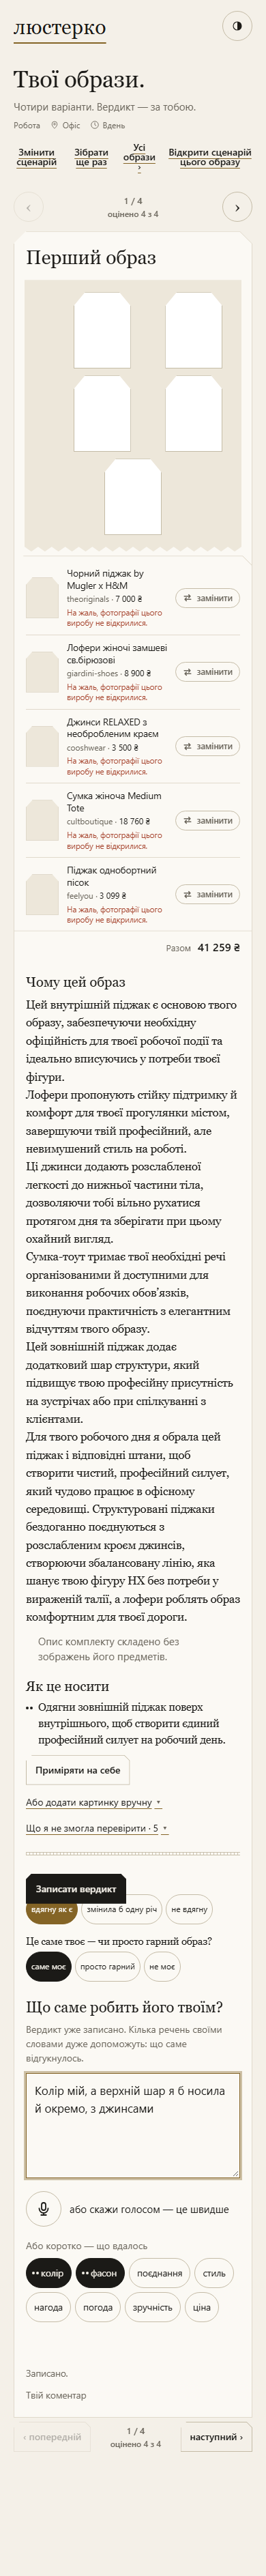 люстерко
Твої образи.
Чотири варіанти. Вердикт — за тобою.
Робота Офіс Вдень
Змінити
сценарій
Зібрати
ще раз
Усі
образи
›
Відкрити сценарій
цього образу
‹
1 / 4
оцінено 4 з 4
›
Перший образ
Чорний піджак by
Mugler x H&M
theoriginals · 7 000 ₴
На жаль, фотографії цього
виробу не відкрилися.
замінити
Лофери жіночі замшеві
св.бірюзові
giardini-shoes · 8 900 ₴
На жаль, фотографії цього
виробу не відкрилися.
замінити
Джинси RELAXED з
необробленим краєм
cooshwear · 3 500 ₴
На жаль, фотографії цього
виробу не відкрилися.
замінити
Сумка жіноча Medium
Tote
cultboutique · 18 760 ₴
На жаль, фотографії цього
виробу не відкрилися.
замінити
Піджак однобортний
пісок
feelyou · 3 099 ₴
На жаль, фотографії цього
виробу не відкрилися.
замінити
Разом 41 259 ₴
Чому цей образ
Цей внутрішній піджак є основою твого
образу, забезпечуючи необхідну
офіційність для твоєї робочої події та
ідеально вписуючись у потреби твоєї
фігури.
Лофери пропонують стійку підтримку й
комфорт для твоєї прогулянки містом,
завершуючи твій професійний, але
невимушений стиль на роботі.
Ці джинси додають розслабленої
легкості до нижньої частини тіла,
дозволяючи тобі вільно рухатися
протягом дня та зберігати при цьому
охайний вигляд.
Сумка-тоут тримає твої необхідні речі
організованими й доступними для
виконання робочих обов’язків,
поєднуючи практичність з елегантним
відчуттям твого образу.
Цей зовнішній піджак додає
додатковий шар структури, який
підвищує твою професійну присутність
на зустрічах або при спілкуванні з
клієнтами.
Для твого робочого дня я обрала цей
піджак і відповідні штани, щоб
створити чистий, професійний силует,
який чудово працює в офісному
середовищі. Структуровані піджаки
бездоганно поєднуються з
розслабленим кроєм джинсів,
створюючи збалансовану лінію, яка
шанує твою фігуру HX без потреби у
вираженій талії, а лофери роблять образ
комфортним для твоєї дороги.
Опис комплекту складено без
зображень його предметів.
Як це носити
Одягни зовнішній піджак поверх
внутрішнього, щоб створити єдиний
професійний силует на робочий день.
Приміряти на себе
Або додати картинку вручну
Що я не змогла перевірити · 5
Записати вердикт
вдягну як є
змінила б одну річ
не вдягну
Це саме твоє — чи просто гарний образ?
саме моє
просто гарний
не моє
Що саме робить його твоїм?
Вердикт уже записано. Кілька речень своїми
словами дуже допоможуть: що саме
відгукнулось.
Колір мій, а верхній шар я б носила
й окремо, з джинсами
або скажи голосом — це швидше
Або коротко — що вдалось
колір
фасон
поєднання
стиль
нагода
погода
зручність
ціна
Записано.
Твій коментар
‹ попередній
1 / 4
оцінено 4 з 4
наступний ›